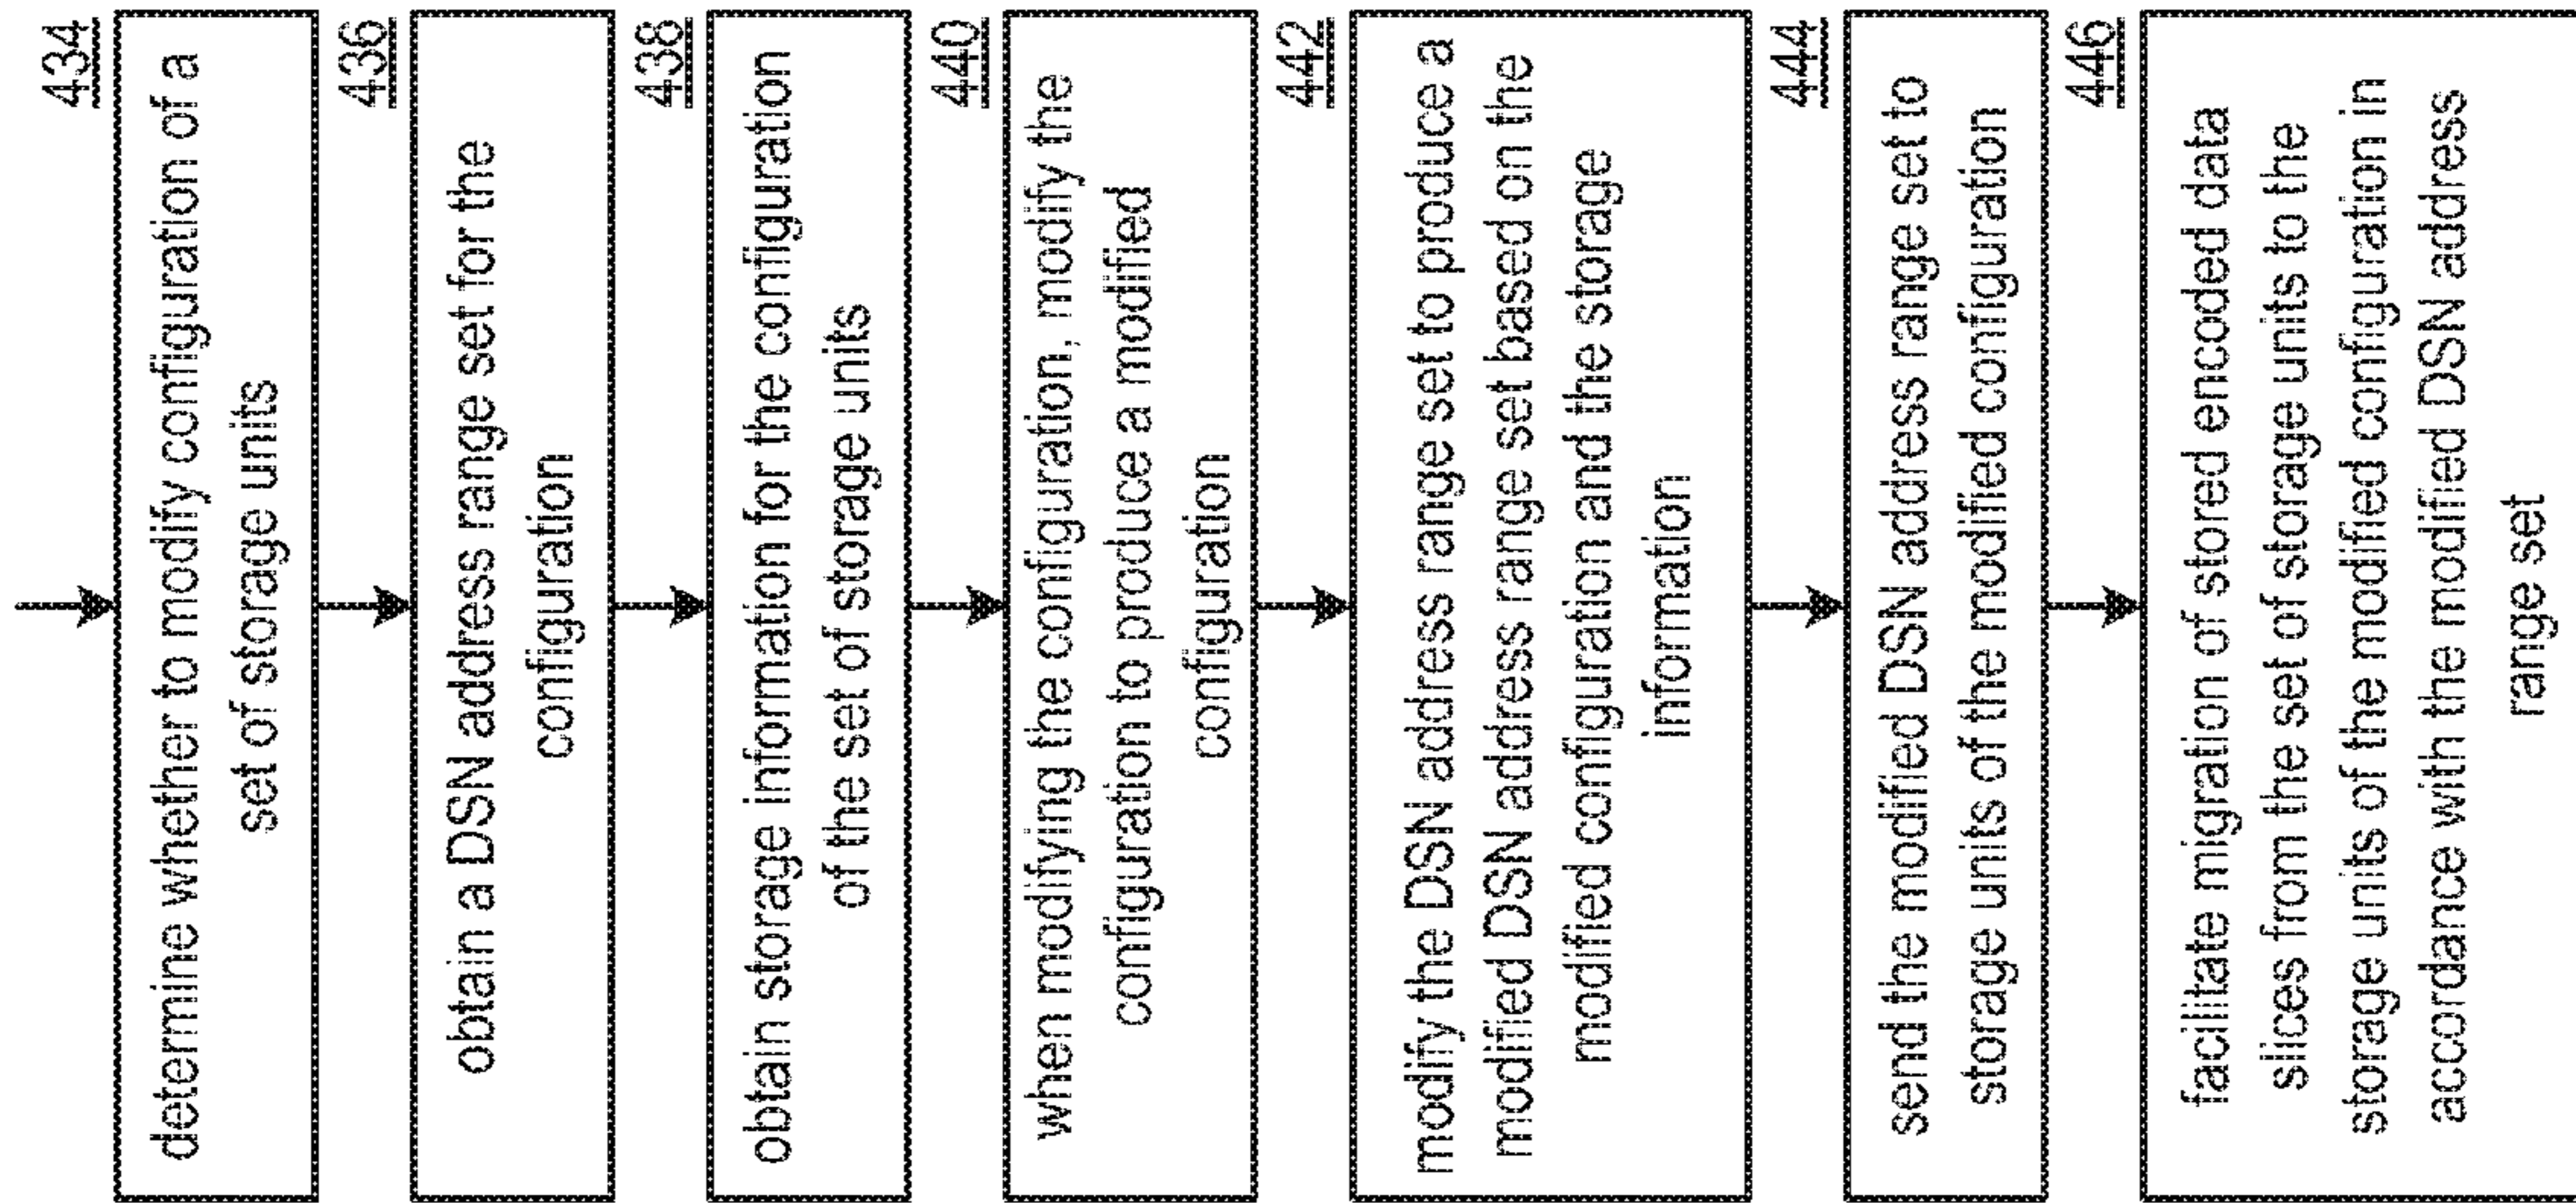 434
determine whether to modify configuration of a
set of storage units
436
obtain a DSN address range set for the
configuration
438
obtain storage information for the configuration
of the set of storage units
440
when modifying the configuration, modify the
configuration to produce a modified
configuration
442
modify the DSN address range set to produce a
modified DSN address range set based on the
modified configuration and the storage
information
444
send the modified DSN address range set to
storage units of the modified configuration
446
facilitate migration of stored encoded data
slices from the set of storage units to the
storage units of the modified configuration in
accordance with the modified DSN address
range set